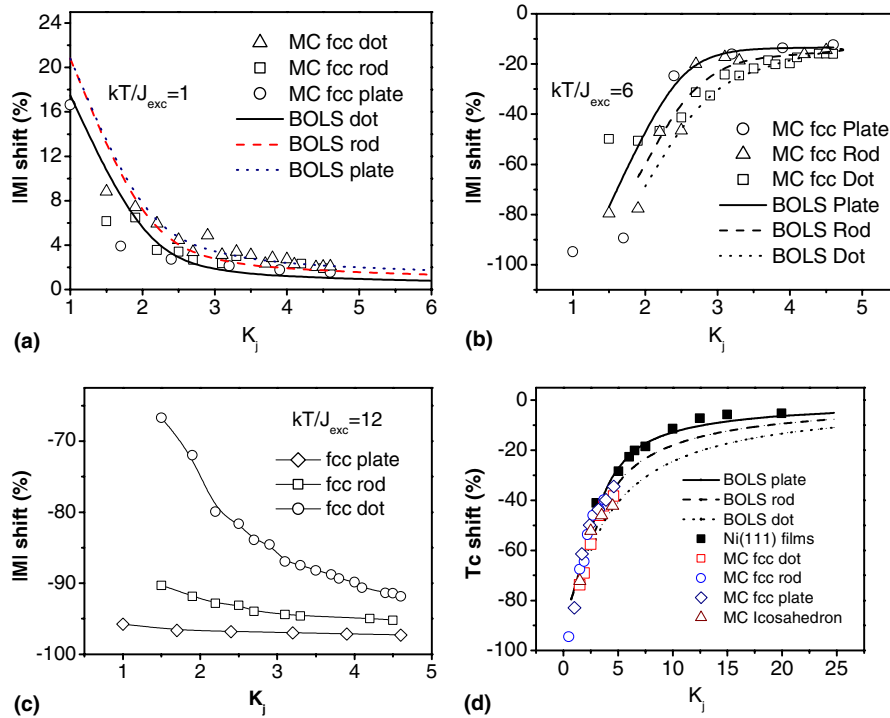 24
20
16
12
8
4
0
|M| shift (%)
kT/J_exc=1
MC fcc dot
MC fcc rod
MC fcc plate
BOLS dot
BOLS rod
BOLS plate
1 2 3 4 5 6
K_j
(a)
0
-20
-40
-60
-80
-100
|M| shift (%)
kT/J_exc=6
MC fcc Plate
MC fcc Rod
MC fcc Dot
BOLS Plate
BOLS Rod
BOLS Dot
0 1 2 3 4 5
K_j
(b)
-70
-80
-90
-100
|M| shift (%)
kT/J_exc=12
fcc plate
fcc rod
fcc dot
1 2 3 4 5
K_j
(c)
0
-20
-40
-60
-80
-100
Tc shift (%)
BOLS plate
BOLS rod
BOLS dot
Ni(111) films
MC fcc dot
MC fcc rod
MC fcc plate
MC Icosahedron
0 5 10 15 20 25
K_j
(d)